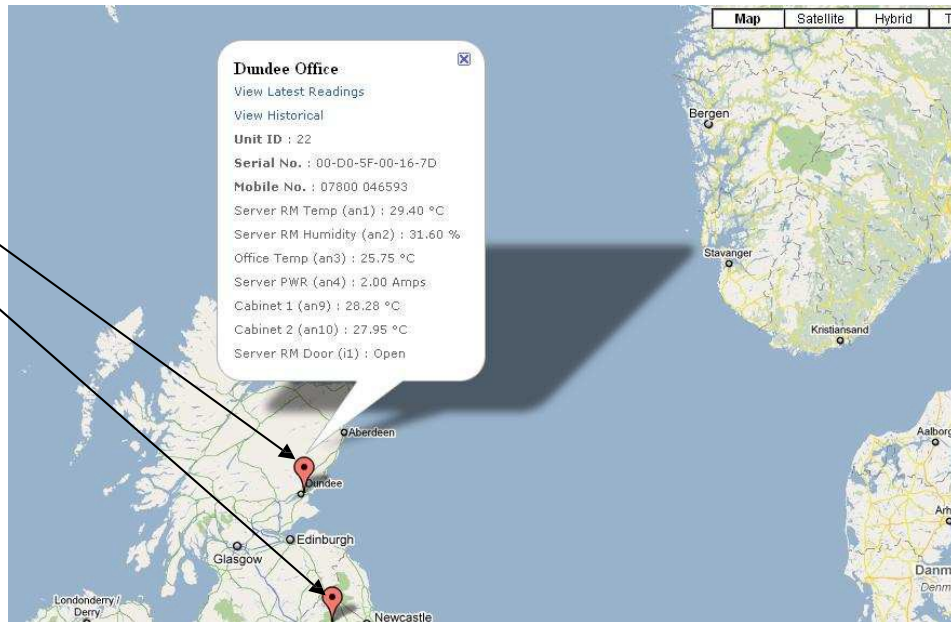 Map Satellite Hybrid T
Dundee Office
View Latest Readings
View Historical
Unit ID : 22
Serial No. : 00-D0-5F-00-16-7D
Mobile No. : 07800 046593
Server RM Temp (an1) : 29.40 °C
Server RM Humidity (an2) : 31.60 %
Office Temp (an3) : 25.75 °C
Server PWR (an4) : 2.00 Amps
Cabinet 1 (an9) : 28.28 °C
Cabinet 2 (an10) : 27.95 °C
Server RM Door (i1) : Open
Bergen
Stavanger
Kristiansand
Aberdeen
Aalborg
Dundee
Arh
Edinburgh
Glasgow
Danm
Denm
Londonderry /
Derry
Newcastle